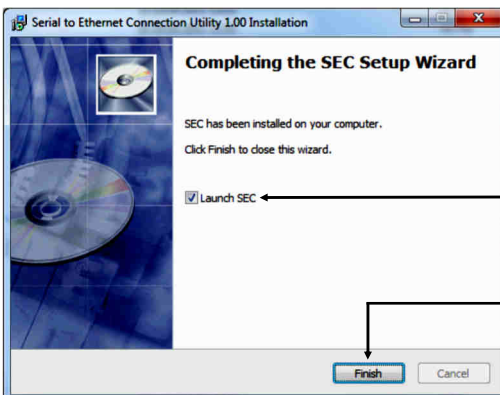 Serial to Ethernet Connection Utility 1.00 Installation
Completing the SEC Setup Wizard
SEC has been installed on your computer.
Click Finish to close this wizard.
Launch SEC
Finish
Cancel